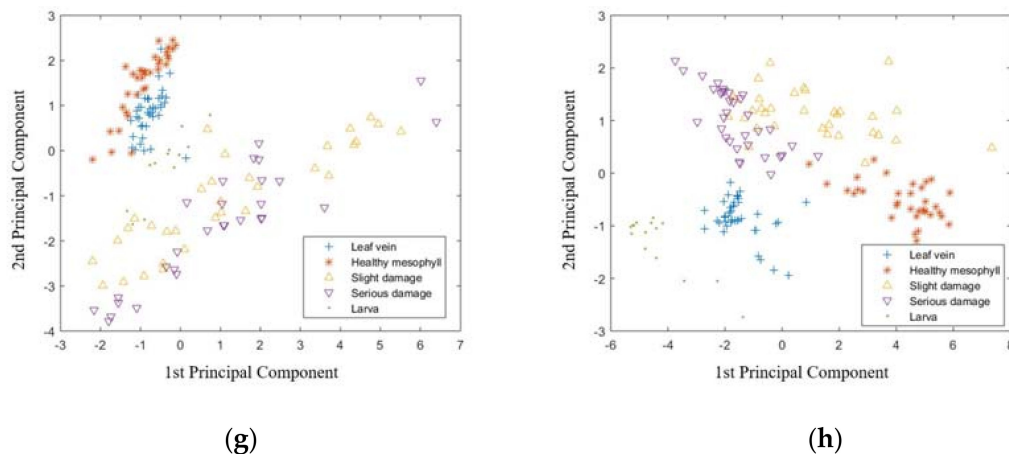 3
2
1
0
-1
-2
-3
-4
2nd Principal Component
-3 -2 -1 0 1 2 3 4 5 6 7
1st Principal Component
Leaf vein
Healthy mesophyll
Slight damage
Serious damage
Larva
(g)
3
2
1
0
-1
-2
-3
2nd Principal Component
-6 -4 -2 0 2 4 6 8
1st Principal Component
Leaf vein
Healthy mesophyll
Slight damage
Serious damage
Larva
(h)